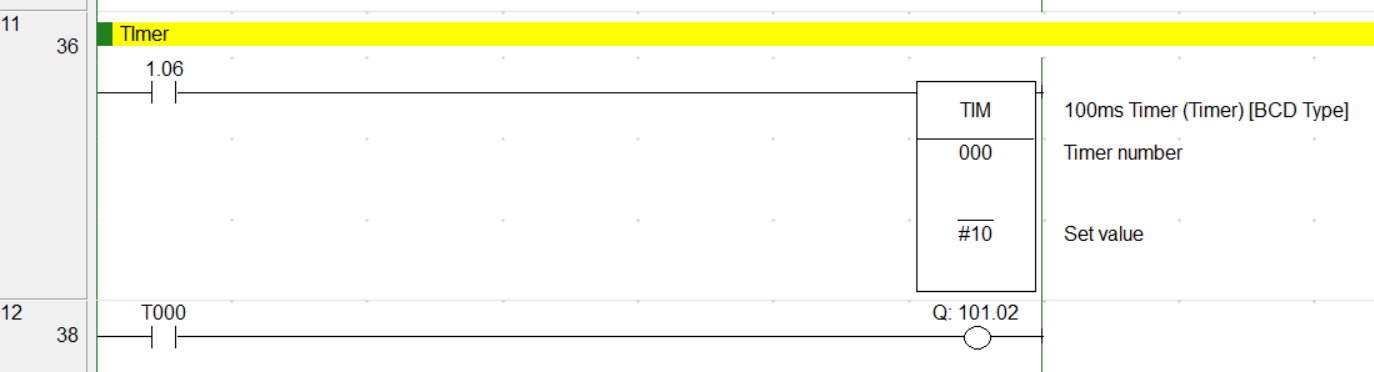 11
36
TImer
1.06
TIM
100ms Timer (Timer) [BCD Type]
000
Timer number
#10
Set value
12
38
T000
Q: 101.02